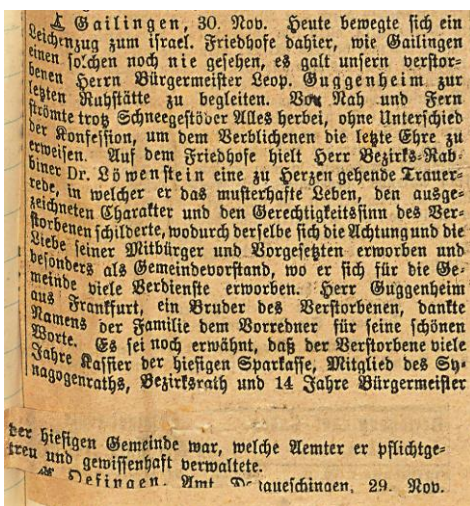 Gailingen, 30. Nov. Heute bewegte sich ein
Leichenzug zum israel. Friedhofe dahier, wie Gailingen
einen solchen noch nie gesehen, es galt unsern verstor-
benen Herrn Bürgermeister Leop. Guggenheim zur
letzten Ruhstätte zu begleiten. Von Nah und Fern
strömte trotz Schneegestöber Alles herbei, ohne Unterschied
der Konfession, um dem Verblichenen die letzte Ehre zu
erweisen. Auf dem Friedhofe hielt Herr Bezirks-Rab-
biner Dr. Löwenstein eine zu Herzen gehende Trauer-
rede, in welcher er das musterhafte Leben, den ausge-
zeichneten Charakter und den Gerechtigkeitsfinn des Ver-
storbenen schilderte, wodurch derselbe sich die Achtung und die
Liebe seiner Mitbürger und Vorgesetzten erworben und
besonders als Gemeindevorstand, wo er sich für die Ge-
meinde viele Verdienste erworben. Herr Guggenheim
aus Frankfurt, ein Bruder des Verstorbenen, dankte
Namens der Familie dem Vorredner für seine schönen
Worte. Es sei noch erwähnt, daß der Verstorbene viele
Jahre Kassier der hiesigen Sparkasse, Mitglied des Sy-
nagogenraths, Bezirksrath und 14 Jahre Bürgermeister
der hiesigen Gemeinde war, welche Aemter er pflichtge-
treu und gewissenhaft verwaltete.
Oefingen, Amt Donaueschingen, 29. Nov.